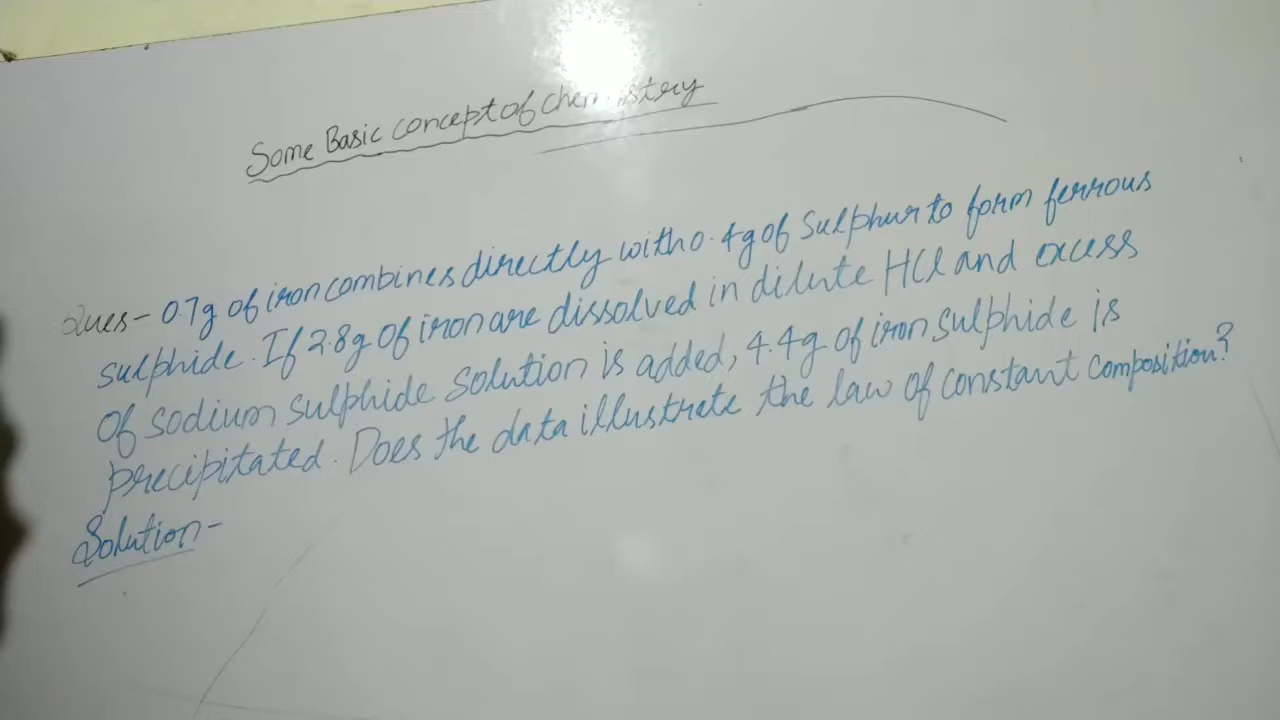 Some Basic concept of chemistry
Ques- 0.7g of iron combines directly with 0.4g of Sulphur to form ferrous
sulphide. If 2.8g of iron are dissolved in dilute HCl and excess
of sodium sulphide solution is added, 4.4g of iron sulphide is
precipitated. Does the data illustrate the law of constant composition?
Solution-